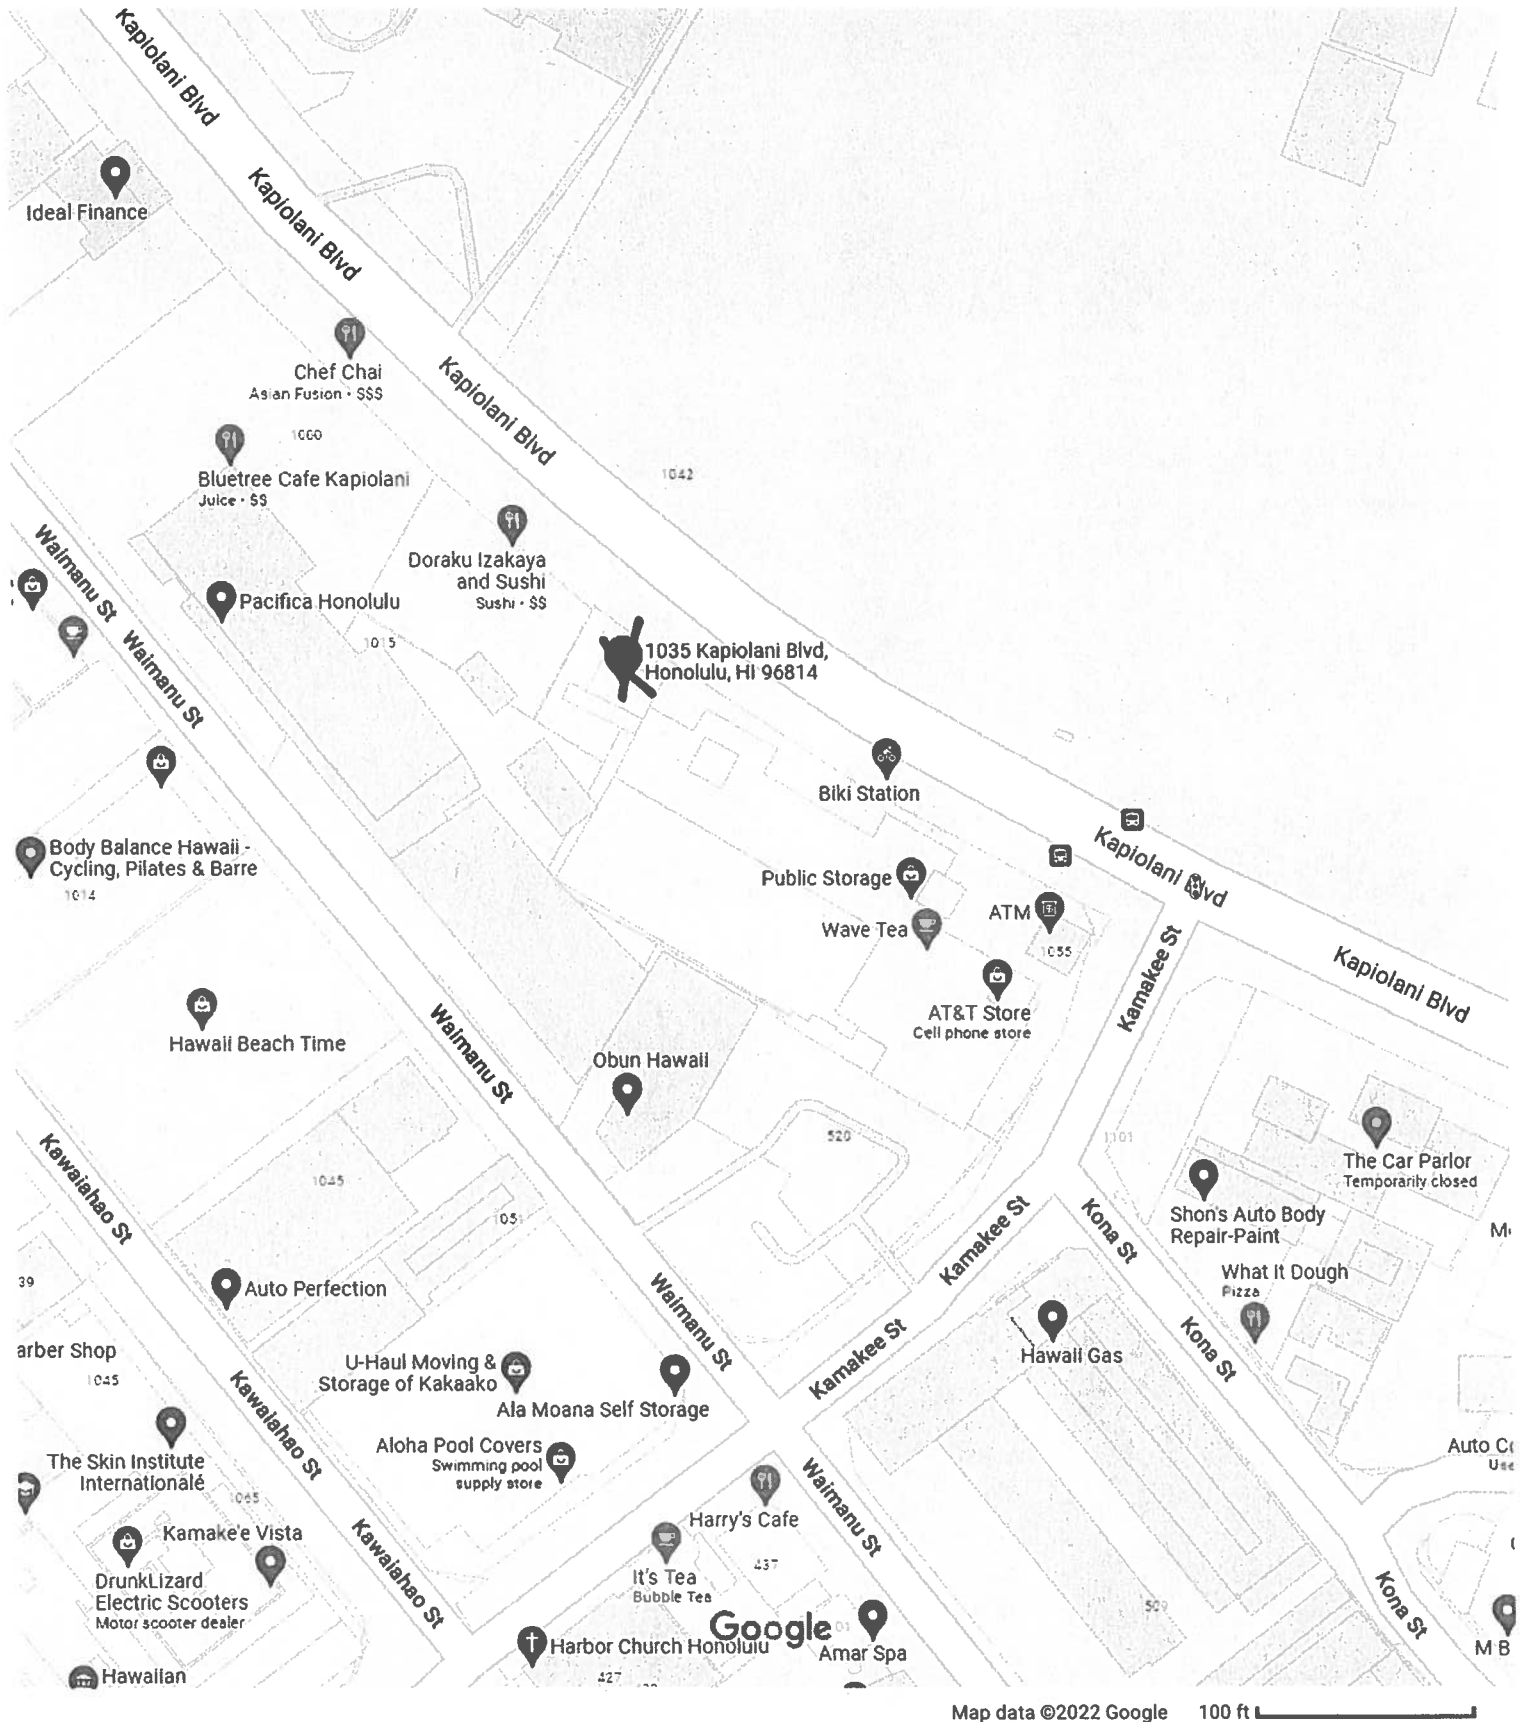 Kapiolani Blvd
Ideal Finance
Kapiolani Blvd
Chef Chai
Asian Fusion • $$$
1060
Kapiolani Blvd
1042
Bluetree Cafe Kapiolani
Juice • $$
Doraku Izakaya
and Sushi
Sushi • $$
Waimanu St
Pacifica Honolulu
1015
1035 Kapiolani Blvd,
Honolulu, HI 96814
Waimanu St
Biki Station
Body Balance Hawaii -
Cycling, Pilates & Barre
1014
Kapiolani Blvd
Public Storage
Wave Tea
ATM
1055
Kamakee St
Kapiolani Blvd
AT&T Store
Cell phone store
Hawaii Beach Time
Waimanu St
Obun Hawaii
520
1101
The Car Parlor
Temporarily closed
Kawaiahao St
1045
1051
Shon's Auto Body
Repair-Paint
Kamakee St
Kona St
What It Dough
Pizza
39
Auto Perfection
Waimanu St
Kamakee St
Hawaii Gas
Kona St
arber Shop
1045
U-Haul Moving &
Storage of Kakaako
Ala Moana Self Storage
Kawaiahao St
Aloha Pool Covers
Swimming pool
supply store
The Skin Institute
Internationalé
1065
Waimanu St
Harry's Cafe
437
Kamake'e Vista
DrunkLizard
Electric Scooters
Motor scooter dealer
Kawaiahao St
It's Tea
Bubble Tea
Google
Amar Spa
509
Kona St
M B
Harbor Church Honolulu
427
Hawaiian
Map data ©2022 Google 100 ft